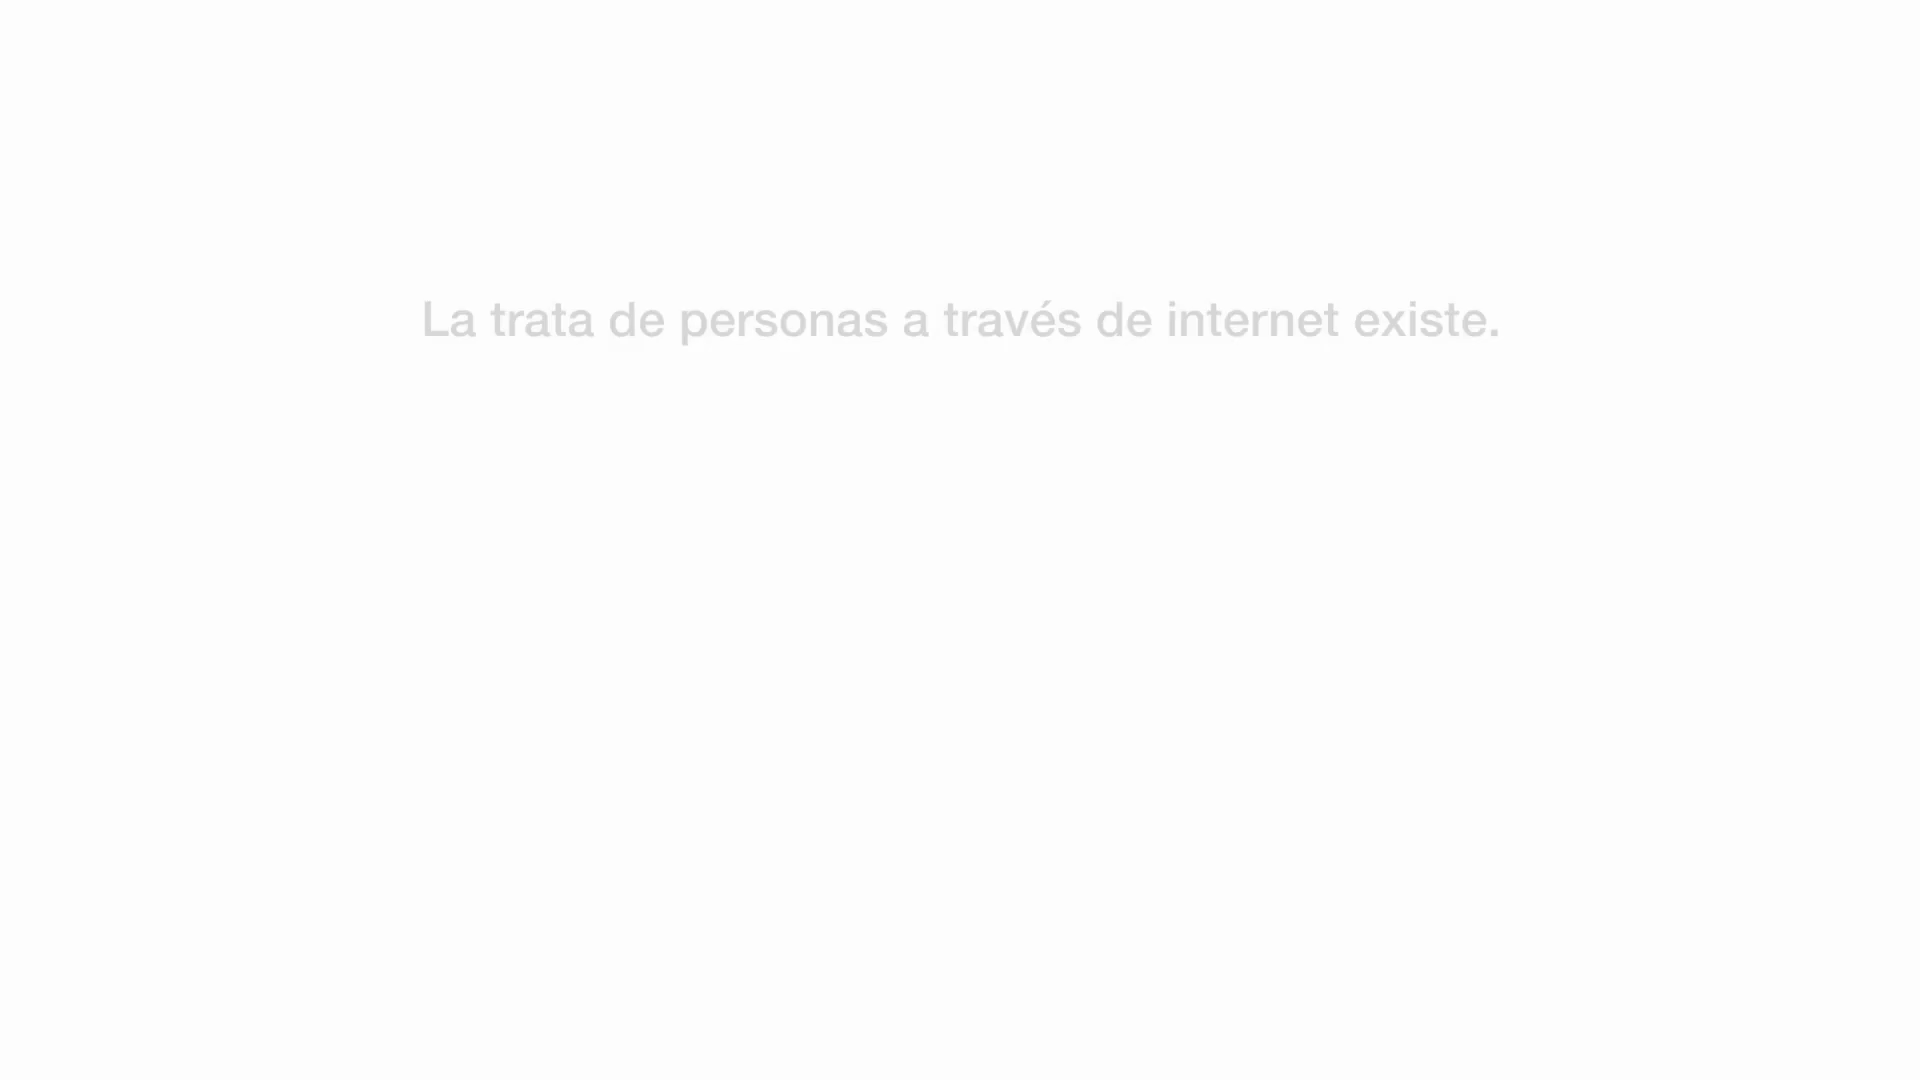 La trata de personas a través de internet existe.